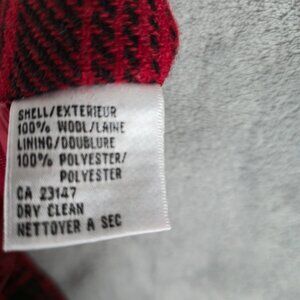 SHELL/EXTERIEUR
100% WOOL/LAINE
LINING/DOUBLURE
100% POLYESTER/
POLYESTER
CA 23147
DRY CLEAN
NETTOYER A SEC